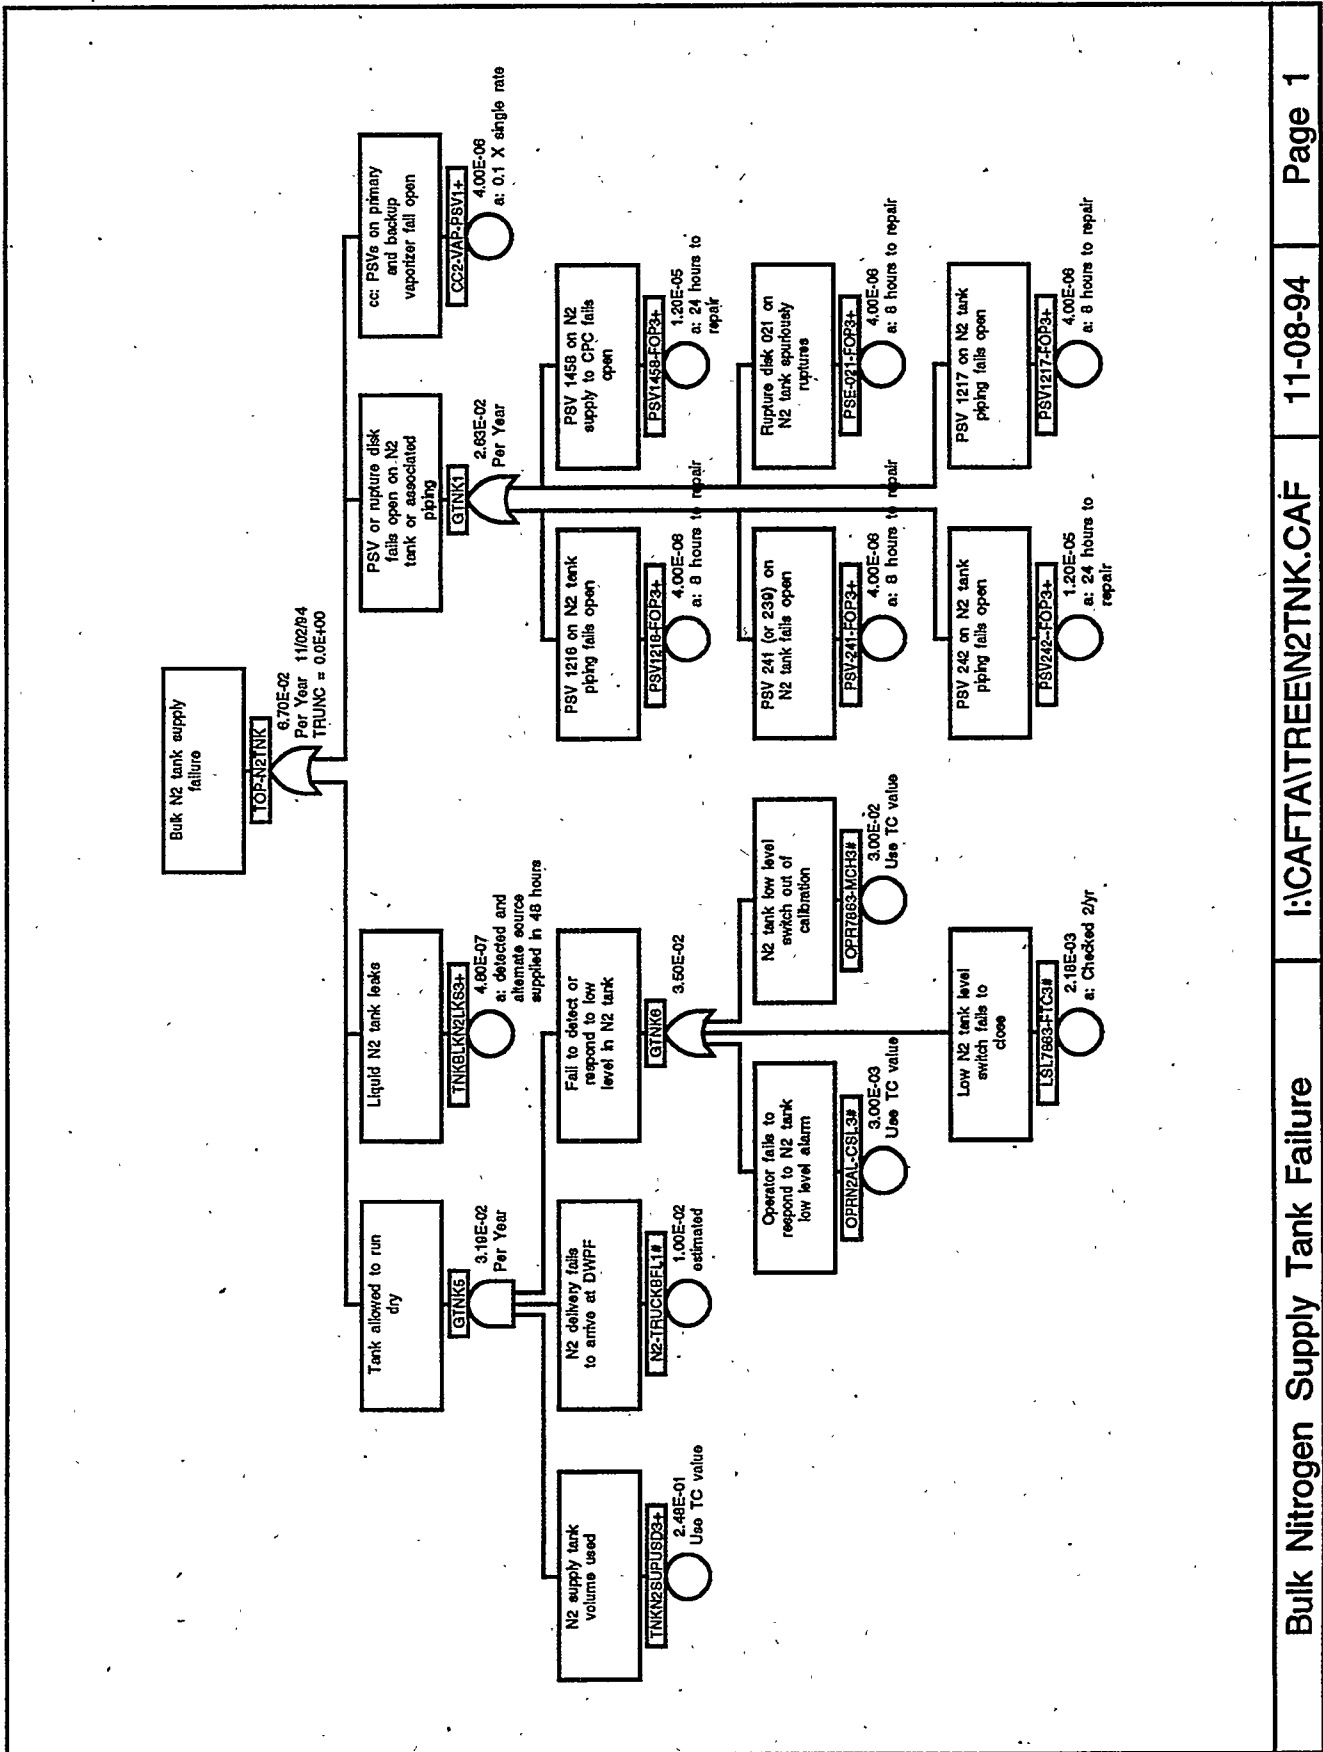 Bulk N2 tank supply
failure
TOP-N2TNK
6.70E-02
Per Year 11/02/94
TRUNC = 0.0E+00
Tank allowed to run
dry
GTNK5
3.19E-02
Per Year
Liquid N2 tank leaks
TNKBLKN2LKS3+
4.80E-07
a: detected and
alternate source
supplied in 48 hours
PSV or rupture disk
fails open on N2
tank or associated
piping
GTNK1
2.63E-02
Per Year
cc: PSVs on primary
and backup
vaporizer fail open
CC2-VAP-PSV1+
4.00E-06
a: 0.1 X single rate
N2 supply tank
volume used
TNKN2SUPUSD3+
2.48E-01
Use TC value
N2 delivery fails
to arrive at DWPF
N2-TRUCKBFL1#
1.00E-02
estimated
Fail to detect or
respond to low
level in N2 tank
GTNK6
3.50E-02
PSV 1216 on N2 tank
piping fails open
PSV1216-FOP3+
4.00E-06
a: 8 hours to repair
PSV 1458 on N2
supply to CPC fails
open
PSV1458-FOP3+
1.20E-05
a: 24 hours to
repair
Operator fails to
respond to N2 tank
low level alarm
OPRN2AL-CSL3#
3.00E-03
Use TC value
N2 tank low level
switch out of
calibration
OPR7663-MCH3#
3.00E-02
Use TC value
PSV 241 (or 239) on
N2 tank fails open
PSV-241-FOP3+
4.00E-06
a: 8 hours to repair
Rupture disk 021 on
N2 tank spuriously
ruptures
PSE-021-FOP3+
4.00E-06
a: 8 hours to repair
Low N2 tank level
switch fails to
close
LSL7663-FTC3#
2.18E-03
a: Checked 2/yr
PSV 242 on N2 tank
piping fails open
PSV242--FOP3+
1.20E-05
a: 24 hours to
repair
PSV 1217 on N2 tank
piping fails open
PSV1217-FOP3+
4.00E-06
a: 8 hours to repair
Bulk Nitrogen Supply Tank Failure
I:\CAFTA\TREE\N2TNK.CAF
11-08-94
Page 1